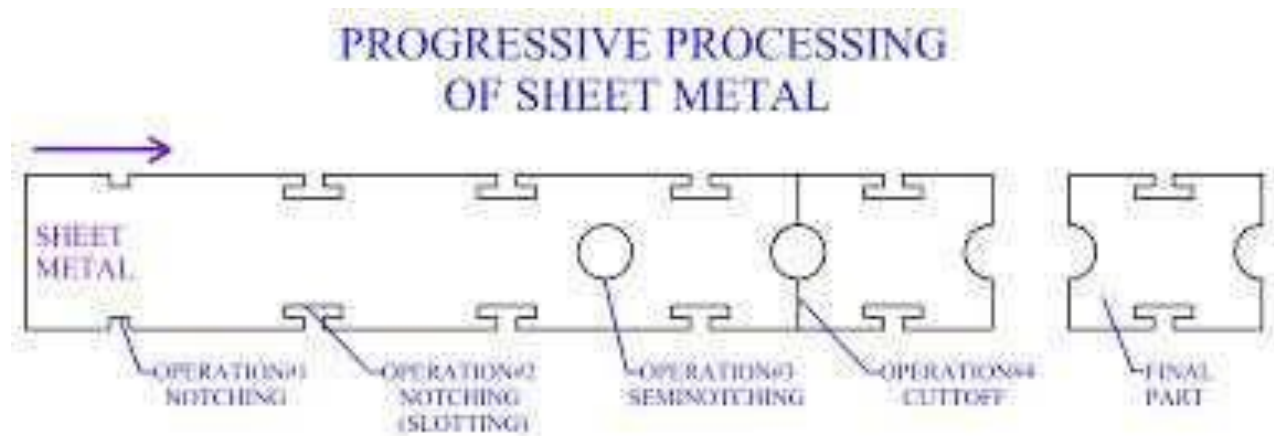 PROGRESSIVE PROCESSING
OF SHEET METAL
SHEET
METAL
OPERATION#1
NOTCHING
OPERATION#2
NOTCHING
(SLOTTING)
OPERATION#3
SEMINOTCHING
OPERATION#4
CUTTOFF
FINAL
PART